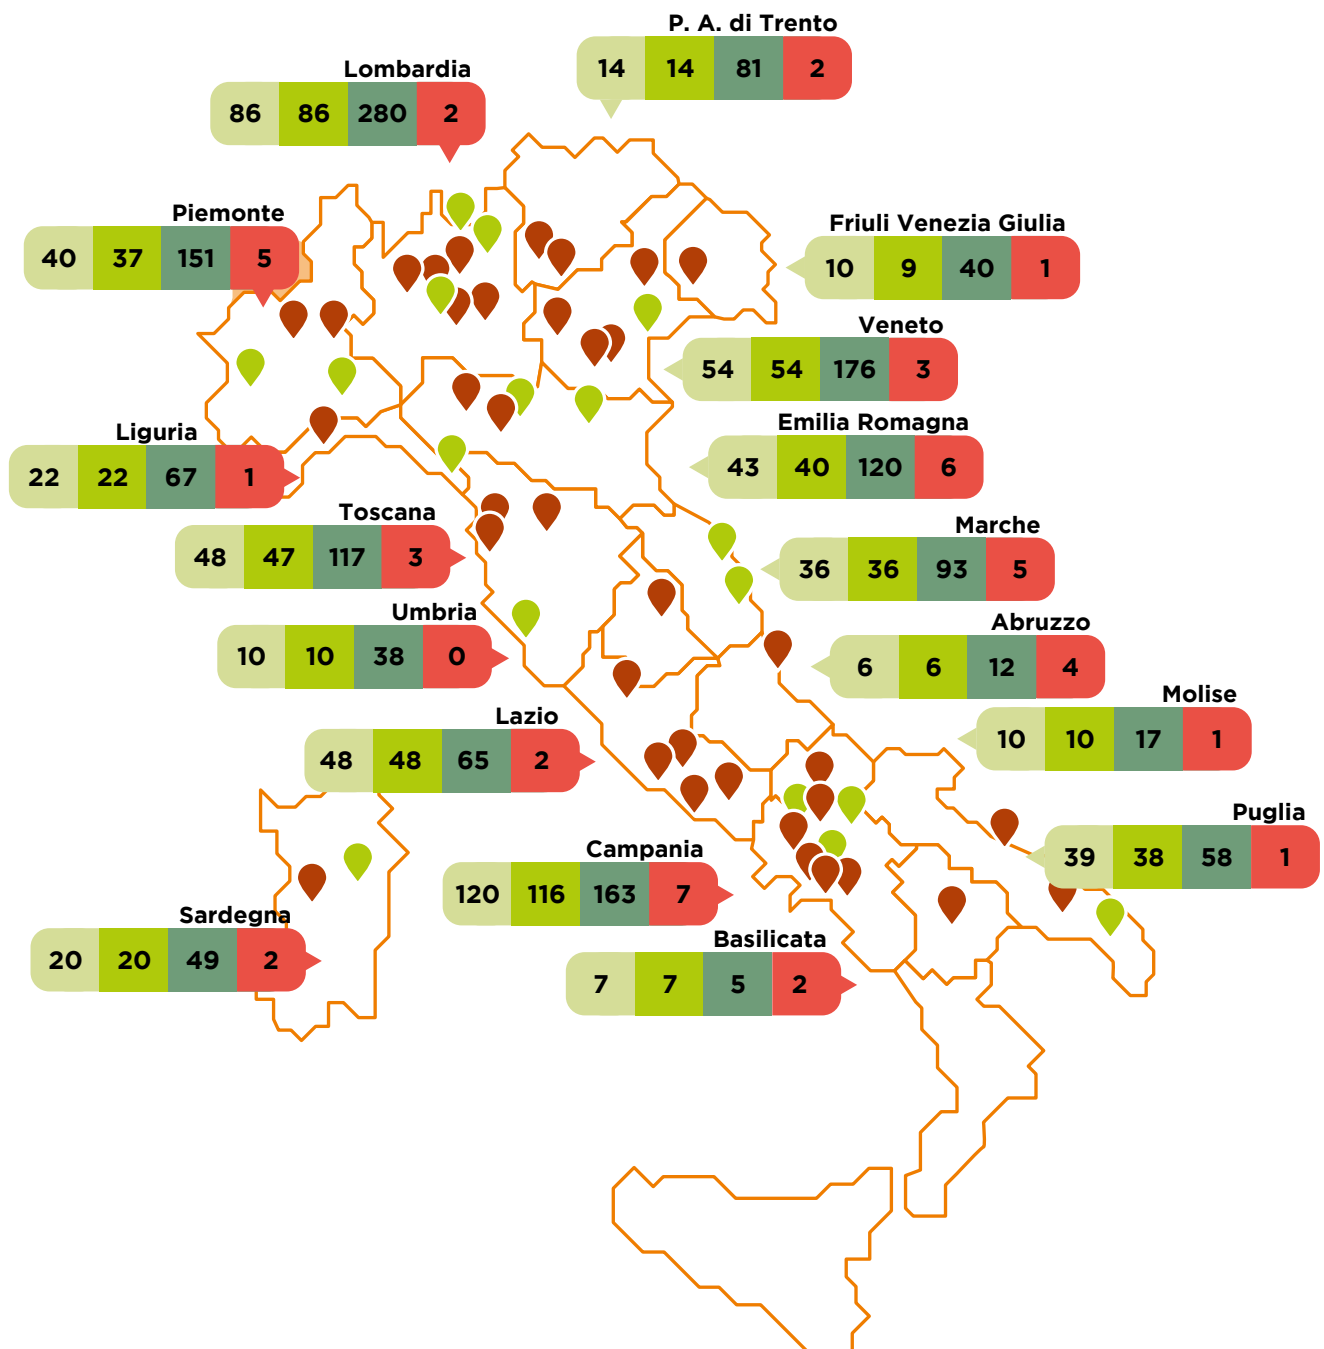 P. A. di Trento
14 14 81 2
Lombardia
86 86 280 2
Piemonte
40 37 151 5
Friuli Venezia Giulia
10 9 40 1
Veneto
54 54 176 3
Emilia Romagna
43 40 120 6
Liguria
22 22 67 1
Toscana
48 47 117 3
Marche
36 36 93 5
Umbria
10 10 38 0
Abruzzo
6 6 12 4
Molise
10 10 17 1
Lazio
48 48 65 2
Puglia
39 38 58 1
Campania
120 116 163 7
Sardegna
20 20 49 2
Basilicata
7 7 5 2